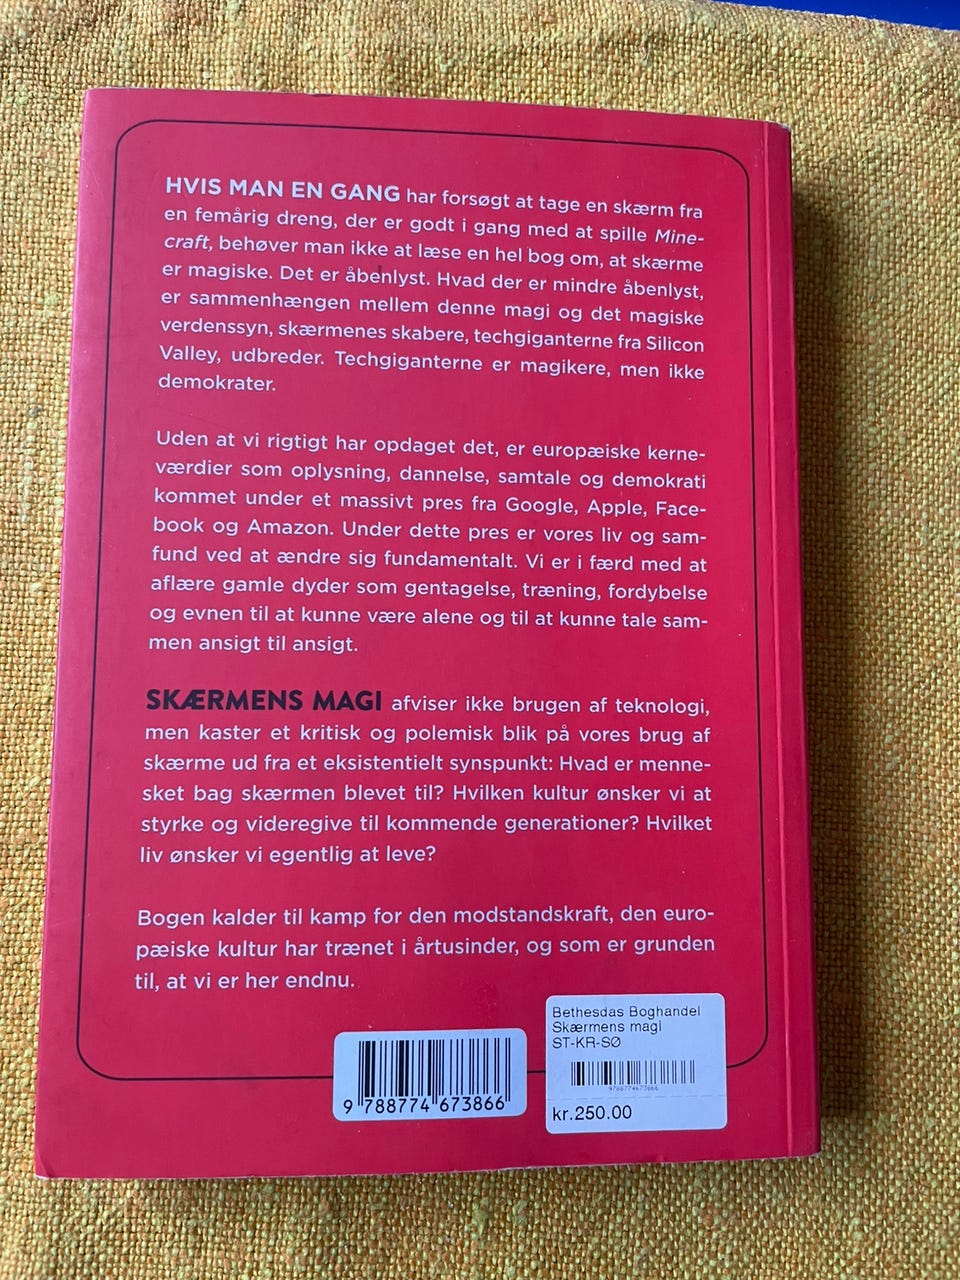 HVIS MAN EN GANG har forsøgt at tage en skærm fra
en femårig dreng, der er godt i gang med at spille Mine-
craft, behøver man ikke at læse en hel bog om, at skærme
er magiske. Det er åbenlyst. Hvad der er mindre åbenlyst,
er sammenhængen mellem denne magi og det magiske
verdenssyn, skærmenes skabere, techgiganterne fra Silicon
Valley, udbreder. Techgiganterne er magikere, men ikke
demokrater.
Uden at vi rigtigt har opdaget det, er europæiske kerne-
værdier som oplysning, dannelse, samtale og demokrati
kommet under et massivt pres fra Google, Apple, Face-
book og Amazon. Under dette pres er vores liv og sam-
fund ved at ændre sig fundamentalt. Vi er i færd med at
aflære gamle dyder som gentagelse, træning, fordybelse
og evnen til at kunne være alene og til at kunne tale sam-
men ansigt til ansigt.
SKÆRMENS MAGI afviser ikke brugen af teknologi,
men kaster et kritisk og polemisk blik på vores brug af
skærme ud fra et eksistentielt synspunkt: Hvad er menne-
sket bag skærmen blevet til? Hvilken kultur ønsker vi at
styrke og videregive til kommende generationer? Hvilket
liv ønsker vi egentlig at leve?
Bogen kalder til kamp for den modstandskraft, den euro-
pæiske kultur har trænet i årtusinder, og som er grunden
til, at vi er her endnu.
9 788774 673866
Bethesdas Boghandel
Skærmens magi
ST-KR-SØ
9788774673866
kr.250.00